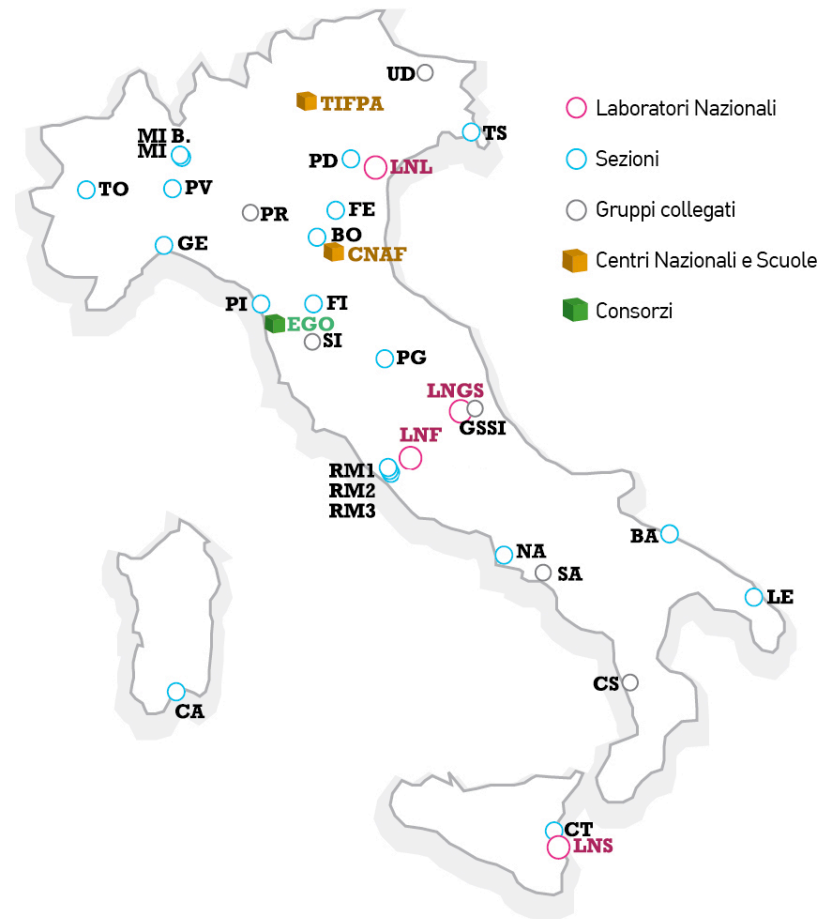 UD
TIFPA
MI B.
MI
TO
PV
PD
LNL
TS
PR
FE
BO
CNAF
GE
PI
FI
EGO
SI
PG
LNGS
GSSI
LNF
RM1
RM2
RM3
NA
SA
BA
LE
CS
CA
CT
LNS
Laboratori Nazionali
Sezioni
Gruppi collegati
Centri Nazionali e Scuole
Consorzi